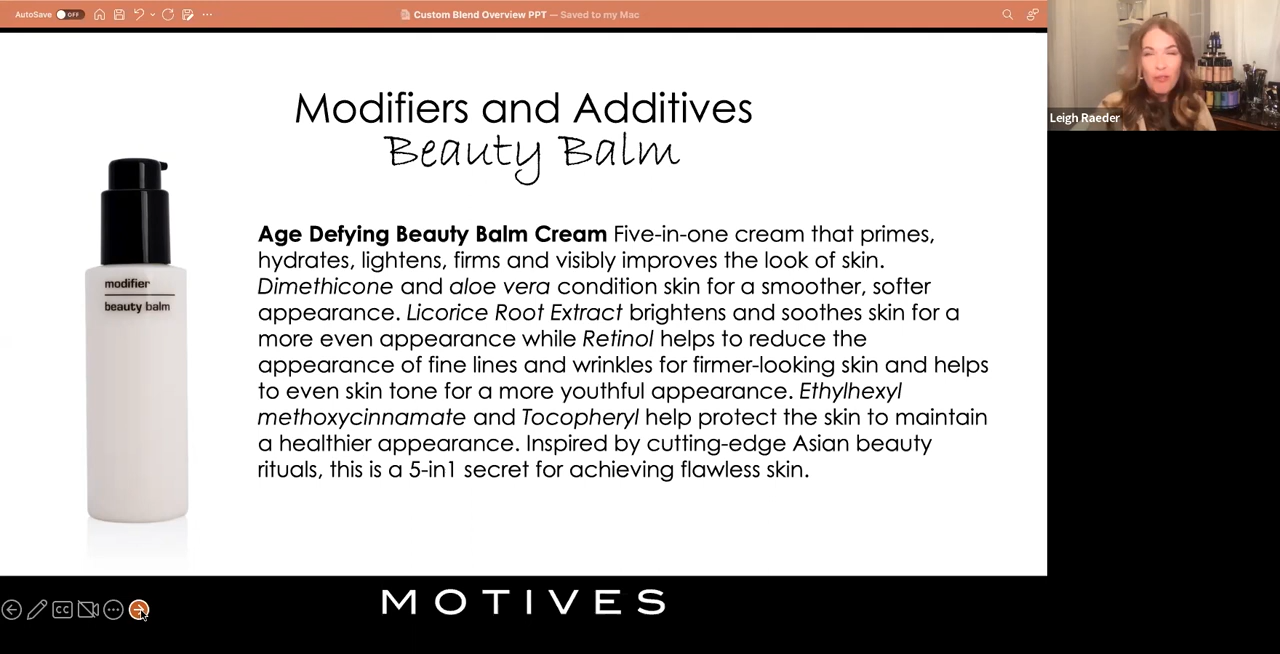 AutoSave OFF
Custom Blend Overview PPT — Saved to my Mac
Leigh Raeder
Modifiers and Additives
Beauty Balm
modifier
beauty balm
Age Defying Beauty Balm Cream Five-in-one cream that primes,
hydrates, lightens, firms and visibly improves the look of skin.
Dimethicone and aloe vera condition skin for a smoother, softer
appearance. Licorice Root Extract brightens and soothes skin for a
more even appearance while Retinol helps to reduce the
appearance of fine lines and wrinkles for firmer-looking skin and helps
to even skin tone for a more youthful appearance. Ethylhexyl
methoxycinnamate and Tocopheryl help protect the skin to maintain
a healthier appearance. Inspired by cutting-edge Asian beauty
rituals, this is a 5-in1 secret for achieving flawless skin.
CC
MOTIVES